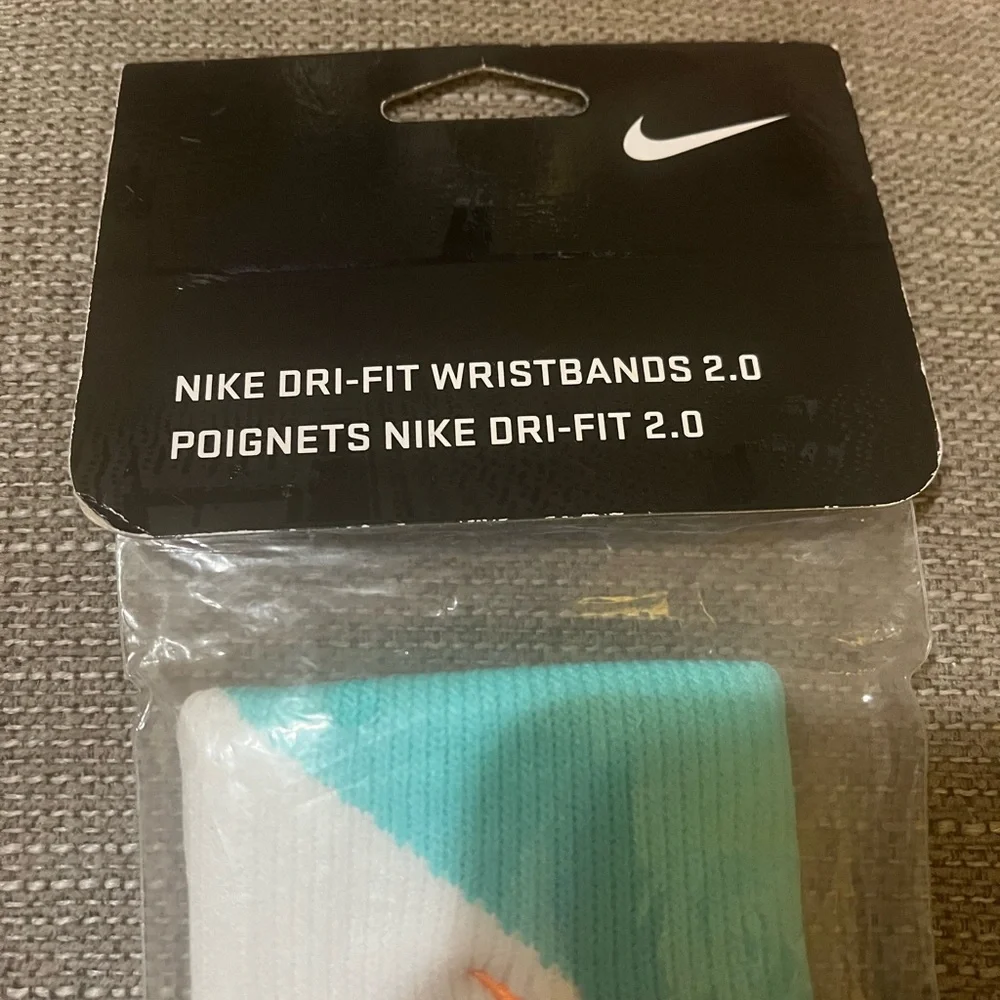 NIKE DRI-FIT WRISTBANDS 2.0
POIGNETS NIKE DRI-FIT 2.0